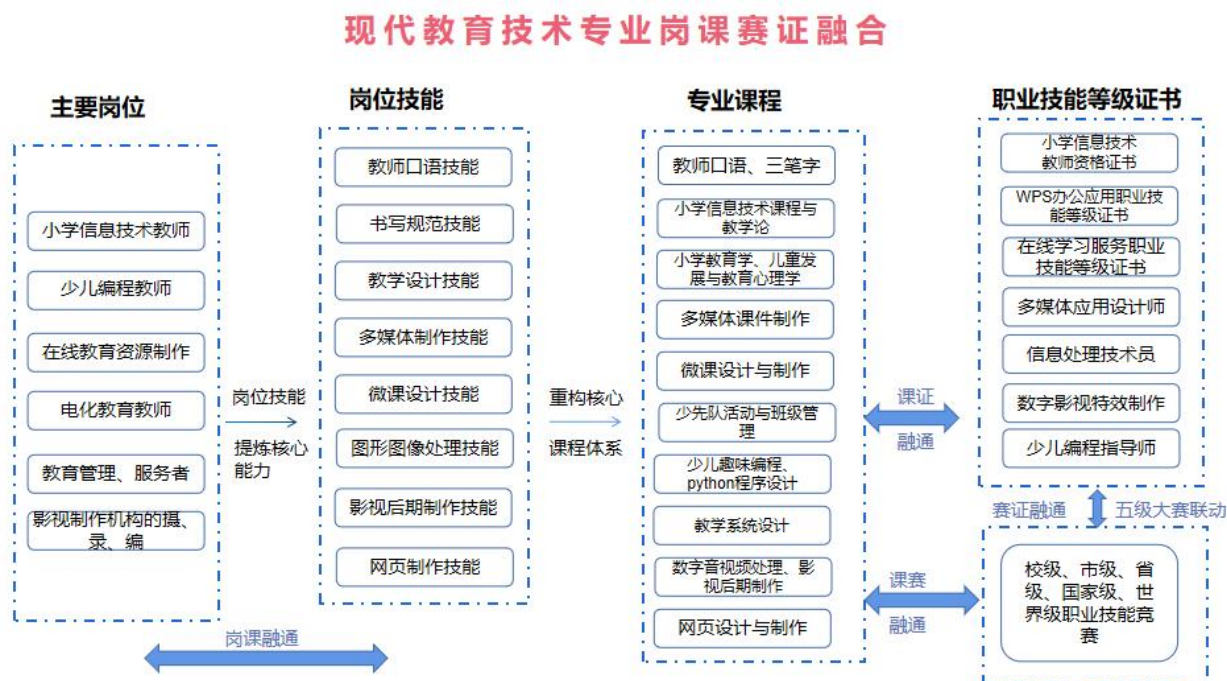 现代教育技术专业岗课赛证融合
主要岗位
小学信息技术教师
少儿编程教师
在线教育资源制作
电化教育教师
教育管理、服务者
影视制作机构的摄、
录、编
岗位技能
提炼核心
能力
岗位技能
教师口语技能
书写规范技能
教学设计技能
多媒体制作技能
微课设计技能
图形图像处理技能
影视后期制作技能
网页制作技能
岗课融通
重构核心
课程体系
专业课程
教师口语、三笔字
小学信息技术课程与
教学论
小学教育学、儿童发
展与教育心理学
多媒体课件制作
微课设计与制作
少先队活动与班级管
理
少儿趣味编程、
python程序设计
教学系统设计
数字音视频处理、影
视后期制作
网页设计与制作
课证
融通
课赛
融通
职业技能等级证书
小学信息技术
教师资格证书
WPS办公应用职业技
能等级证书
在线学习服务职业
技能等级证书
多媒体应用设计师
信息处理技术员
数字影视特效制作
少儿编程指导师
赛证融通
五级大赛联动
校级、市级、省
级、国家级、世
界级职业技能竞
赛